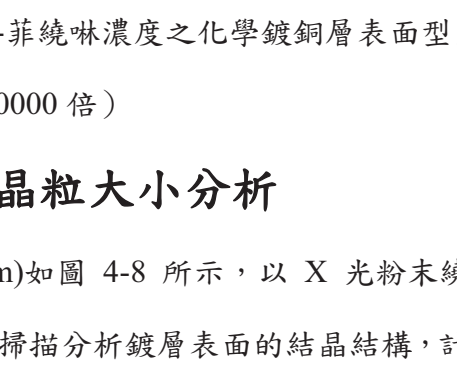 -菲繞啉濃度之化學鍍銅層表面型
0000 倍）
晶粒大小分析
m)如圖 4-8 所示，以 X 光粉末繞
掃描分析鍍層表面的結晶結構，計